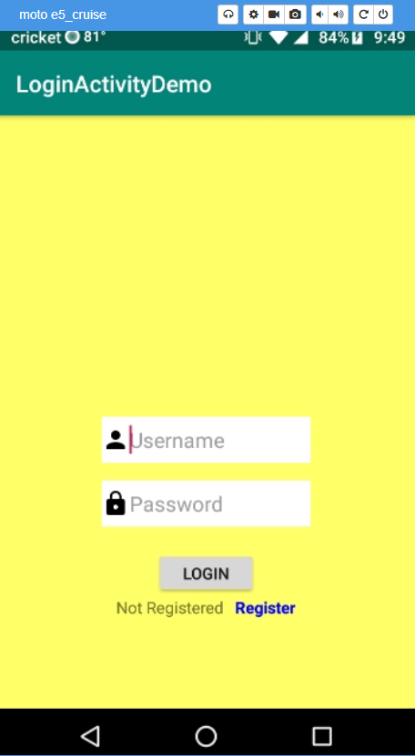 moto e5_cruise
cricket 81° 84% 9:49
LoginActivityDemo
Username
Password
LOGIN
Not Registered Register